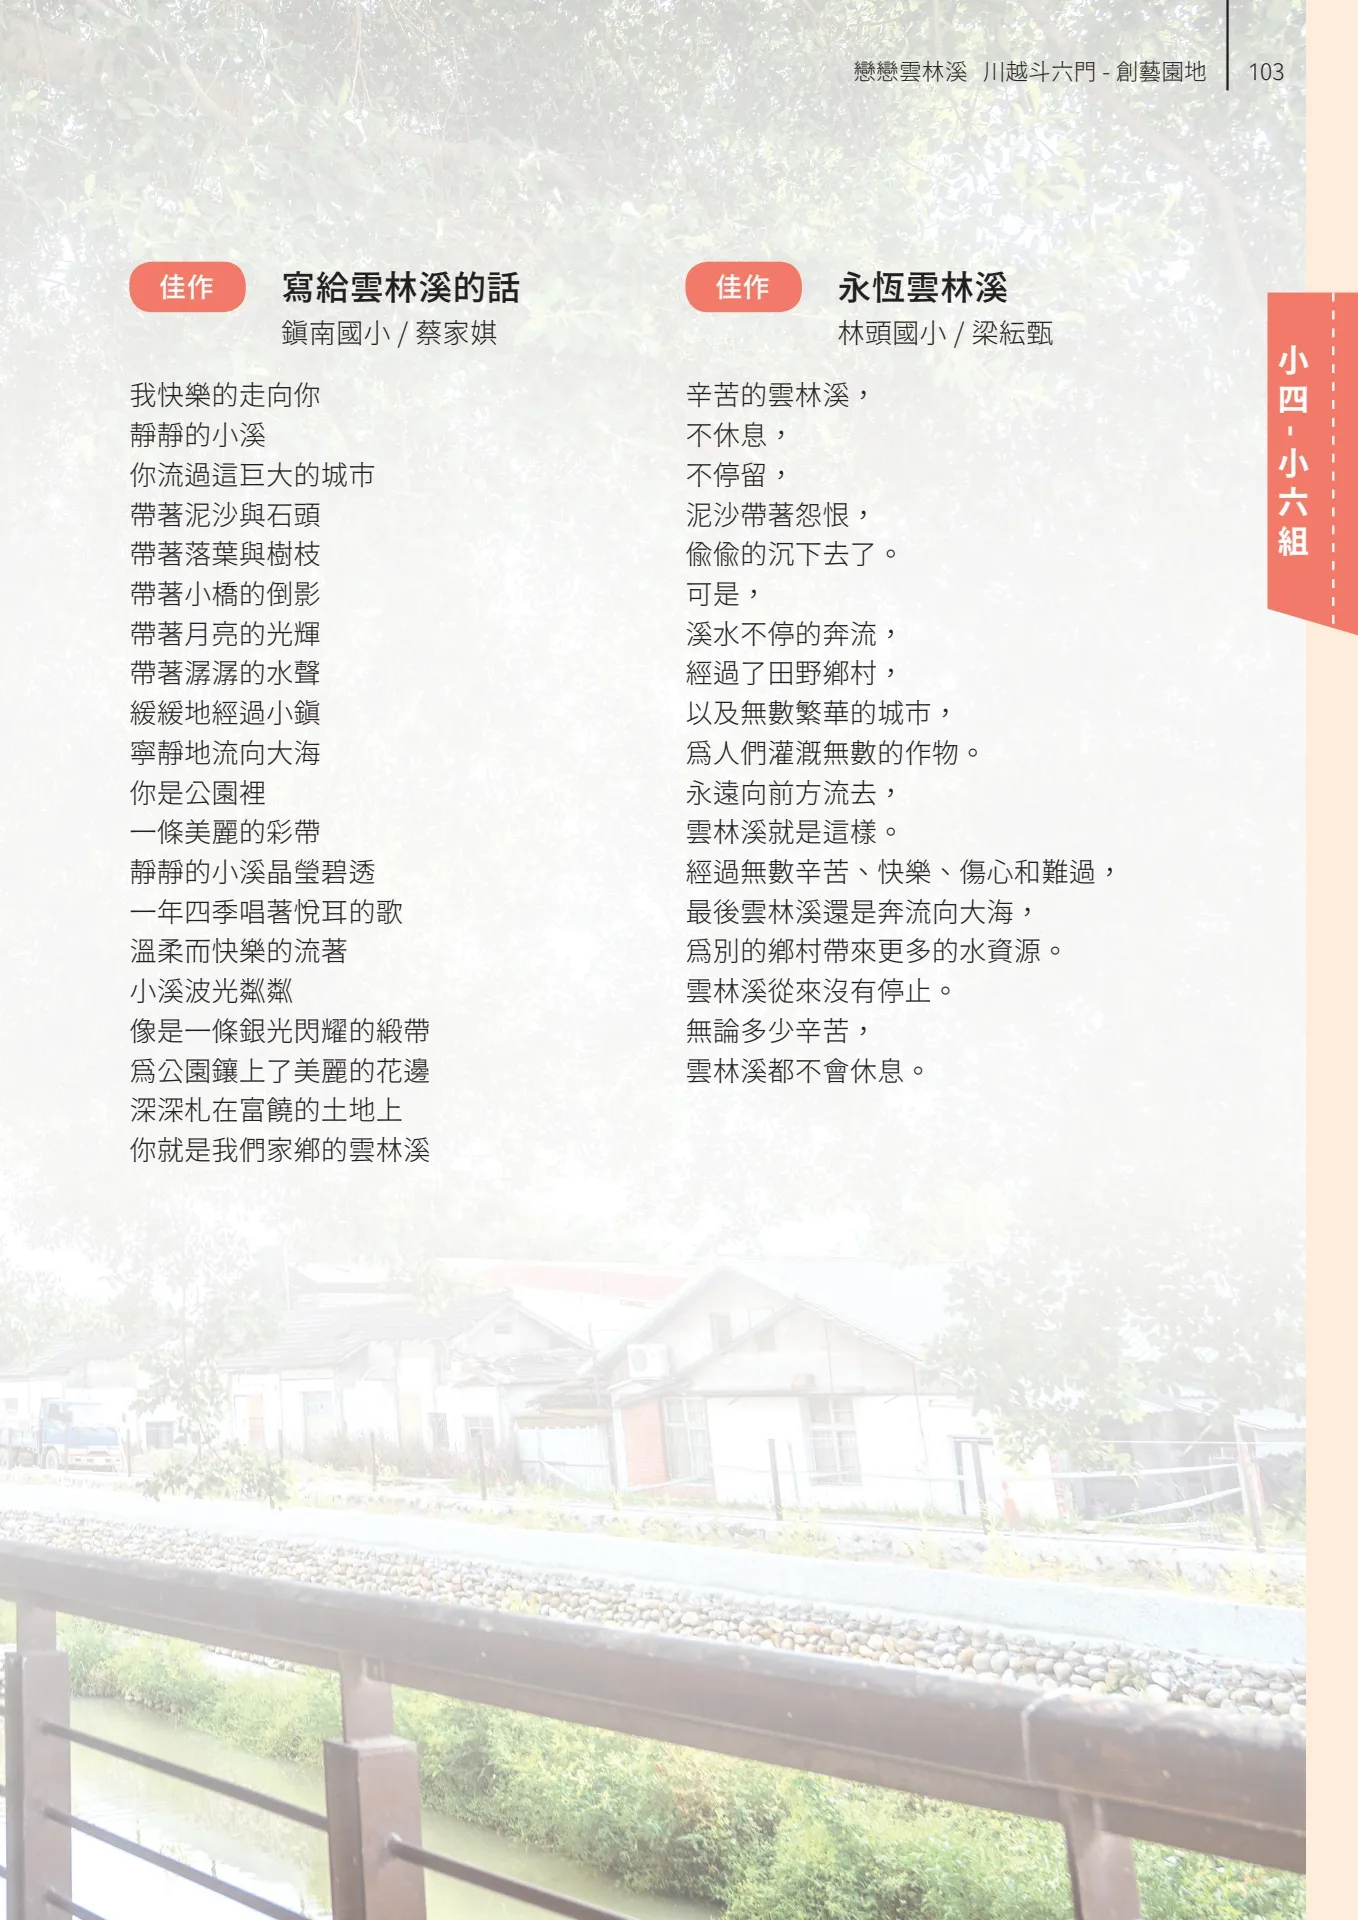 戀戀雲林溪 川越斗六門 - 創藝園地
103
佳作
寫給雲林溪的話
鎭南國小 / 蔡家娸
我快樂的走向你
靜靜的小溪
你流過這巨大的城市
帶著泥沙與石頭
帶著落葉與樹枝
帶著小橋的倒影
帶著月亮的光輝
帶著潺潺的水聲
緩緩地經過小鎭
寧靜地流向大海
你是公園裡
一條美麗的彩帶
靜靜的小溪晶瑩碧透
一年四季唱著悅耳的歌
溫柔而快樂的流著
小溪波光粼粼
像是一條銀光閃耀的緞帶
爲公園鑲上了美麗的花邊
深深札在富饒的土地上
你就是我們家鄉的雲林溪
佳作
永恆雲林溪
林頭國小 / 梁紜甄
辛苦的雲林溪，
不休息，
不停留，
泥沙帶著怨恨，
偸偸的沉下去了。
可是，
溪水不停的奔流，
經過了田野鄉村，
以及無數繁華的城市，
爲人們灌漑無數的作物。
永遠向前方流去，
雲林溪就是這樣。
經過無數辛苦、快樂、傷心和難過，
最後雲林溪還是奔流向大海，
爲別的鄉村帶來更多的水資源。
雲林溪從來沒有停止。
無論多少辛苦，
雲林溪都不會休息。
小四-小六組